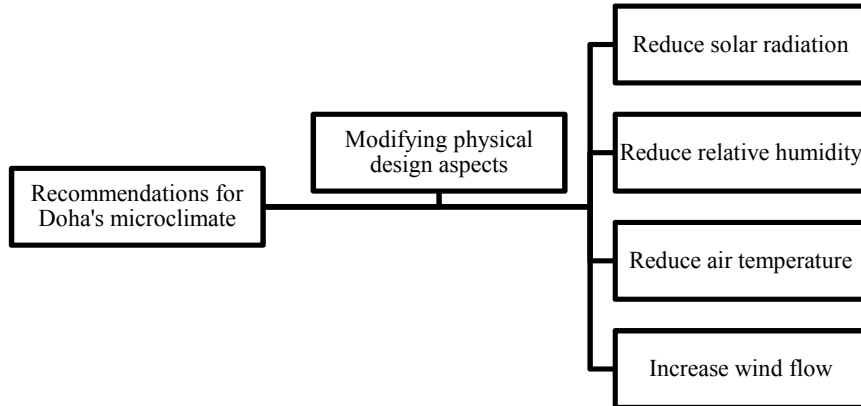 Recommendations for
Doha's microclimate
Modifying physical
design aspects
Reduce solar radiation
Reduce relative humidity
Reduce air temperature
Increase wind flow